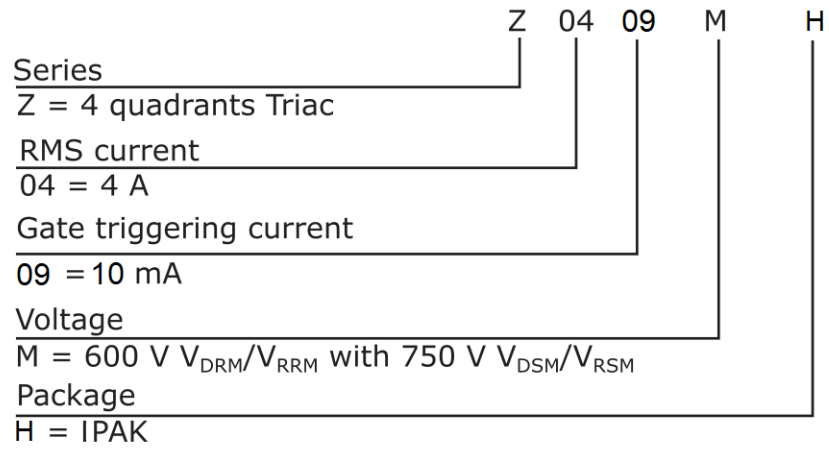 Z 04 09 M H
Series
Z = 4 quadrants Triac
RMS current
04 = 4 A
Gate triggering current
09 = 10 mA
Voltage
M = 600 V VDRM/VRRM with 750 V VDSM/VRSM
Package
H = IPAK